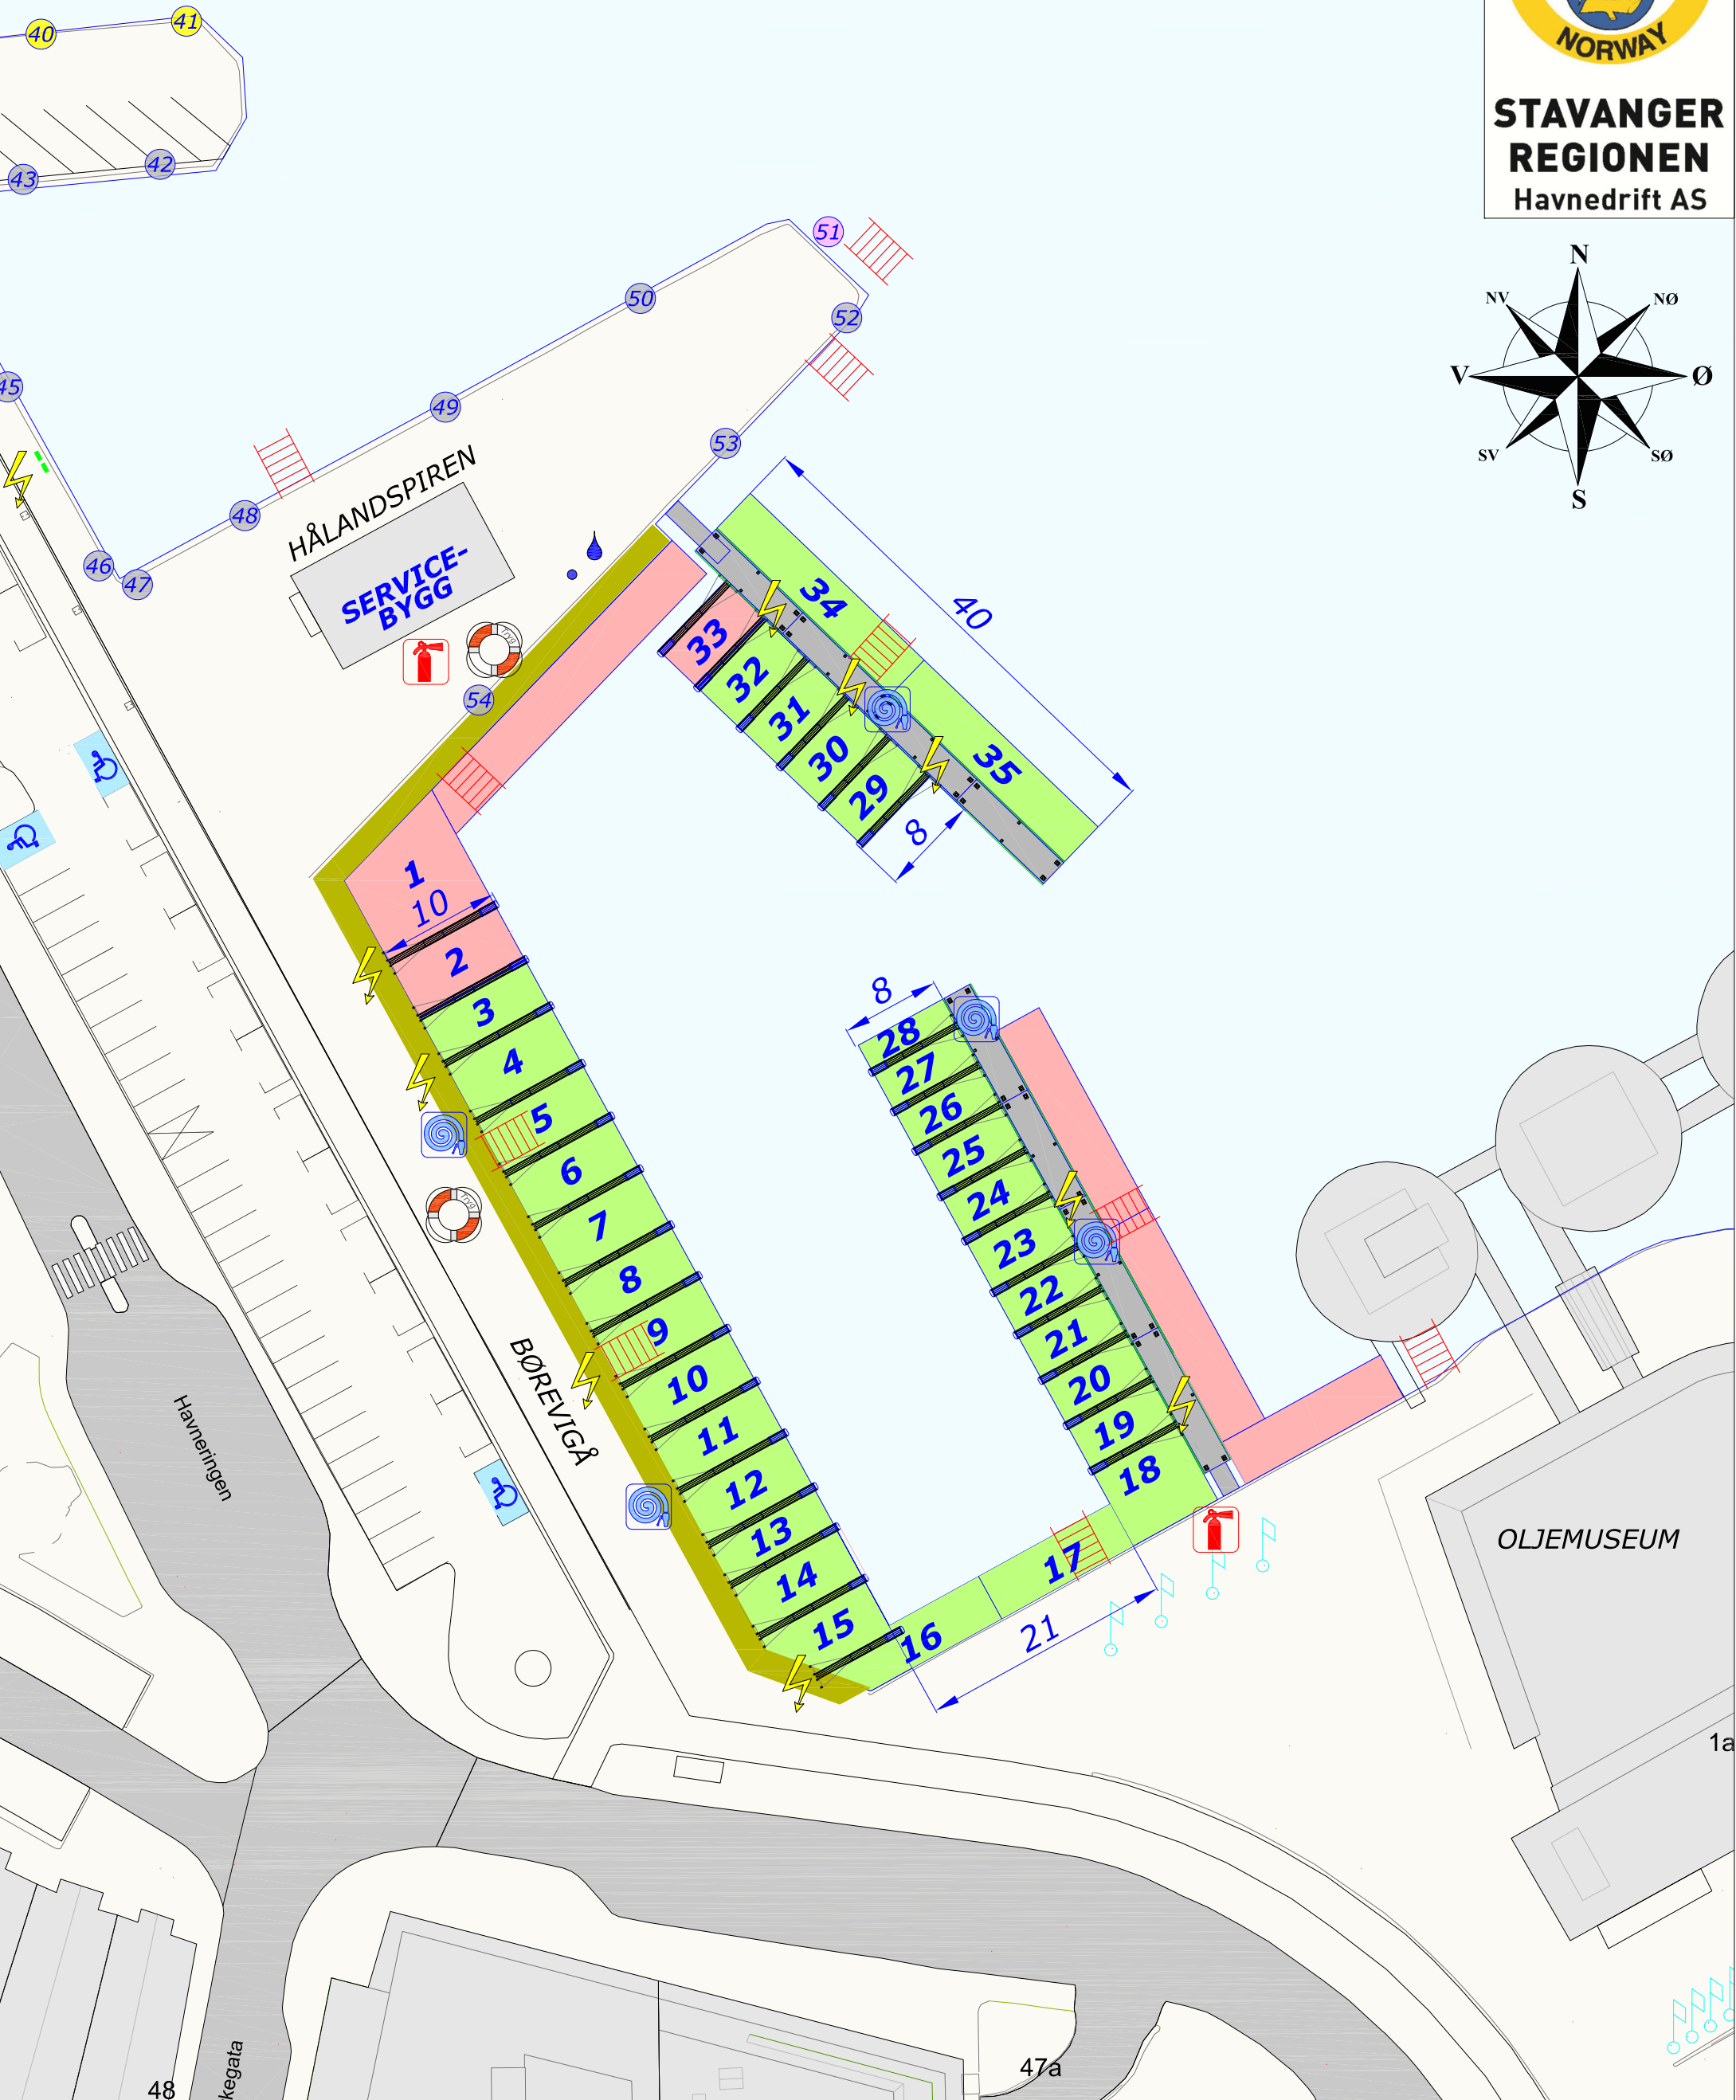 40
41
NORWAY
STAVANGER
REGIONEN
Havnedrift AS
43
42
51
N
NV
NØ
V
Ø
SV
SØ
S
50
52
45
49
53
48
HÅLANDSPIREN
46
47
SERVICE-
BYGG
Tryg
54
34
40
33
32
31
30
29
35
8
1
10
2
3
4
5
6
7
8
9
10
11
12
13
14
15
16
17
21
18
19
20
21
22
23
24
25
26
27
28
8
Tryg
BØREVIGÅ
Havneringen
OLJEMUSEUM
1a
47a
48
kegata